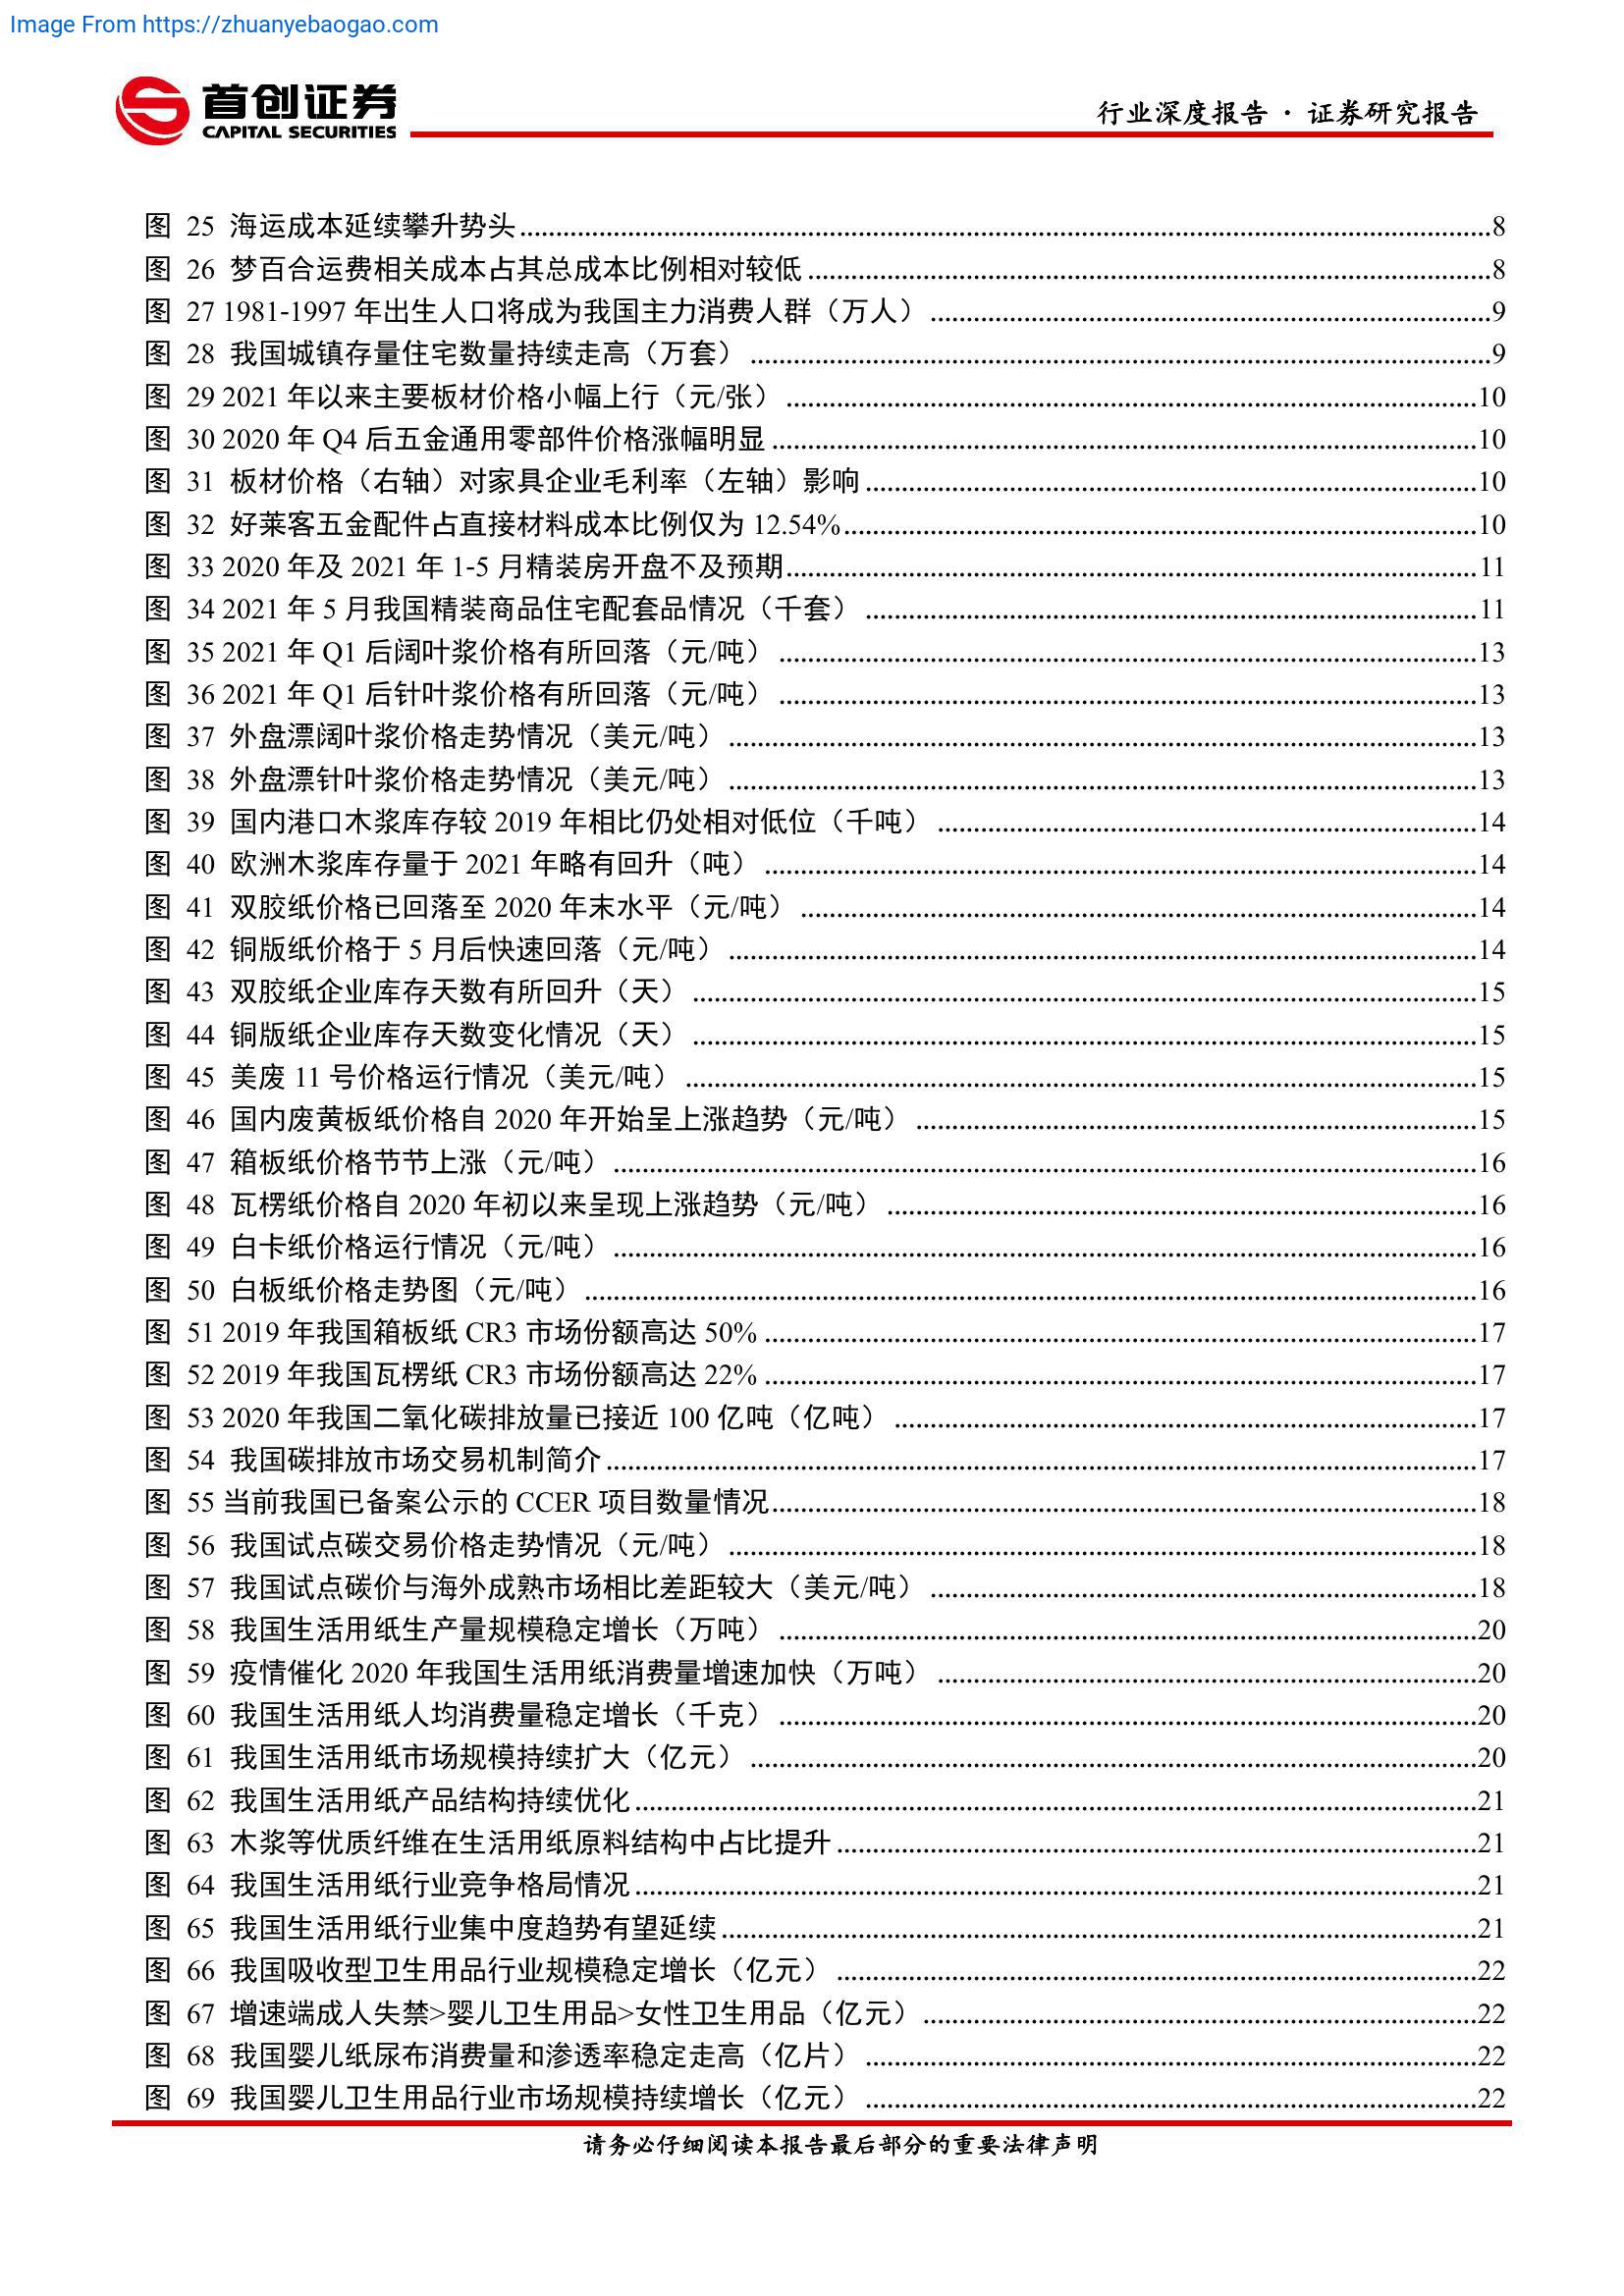 Image From https://zhuanyebaogao.com
首创证券
CAPITAL SECURITIES
行业深度报告 · 证券研究报告
图 25 海运成本延续攀升势头........8
图 26 梦百合运费相关成本占其总成本比例相对较低........8
图 27 1981-1997 年出生人口将成为我国主力消费人群（万人）........9
图 28 我国城镇存量住宅数量持续走高（万套）........9
图 29 2021 年以来主要板材价格小幅上行（元/张）........10
图 30 2020 年 Q4 后五金通用零部件价格涨幅明显........10
图 31 板材价格（右轴）对家具企业毛利率（左轴）影响........10
图 32 好莱客五金配件占直接材料成本比例仅为 12.54%........10
图 33 2020 年及 2021 年 1-5 月精装房开盘不及预期........11
图 34 2021 年 5 月我国精装商品住宅配套品情况（千套）........11
图 35 2021 年 Q1 后阔叶浆价格有所回落（元/吨）........13
图 36 2021 年 Q1 后针叶浆价格有所回落（元/吨）........13
图 37 外盘漂阔叶浆价格走势情况（美元/吨）........13
图 38 外盘漂针叶浆价格走势情况（美元/吨）........13
图 39 国内港口木浆库存较 2019 年相比仍处相对低位（千吨）........14
图 40 欧洲木浆库存量于 2021 年略有回升（吨）........14
图 41 双胶纸价格已回落至 2020 年末水平（元/吨）........14
图 42 铜版纸价格于 5 月后快速回落（元/吨）........14
图 43 双胶纸企业库存天数有所回升（天）........15
图 44 铜版纸企业库存天数变化情况（天）........15
图 45 美废 11 号价格运行情况（美元/吨）........15
图 46 国内废黄板纸价格自 2020 年开始呈上涨趋势（元/吨）........15
图 47 箱板纸价格节节上涨（元/吨）........16
图 48 瓦楞纸价格自 2020 年初以来呈现上涨趋势（元/吨）........16
图 49 白卡纸价格运行情况（元/吨）........16
图 50 白板纸价格走势图（元/吨）........16
图 51 2019 年我国箱板纸 CR3 市场份额高达 50%........17
图 52 2019 年我国瓦楞纸 CR3 市场份额高达 22%........17
图 53 2020 年我国二氧化碳排放量已接近 100 亿吨（亿吨）........17
图 54 我国碳排放市场交易机制简介........17
图 55 当前我国已备案公示的 CCER 项目数量情况........18
图 56 我国试点碳交易价格走势情况（元/吨）........18
图 57 我国试点碳价与海外成熟市场相比差距较大（美元/吨）........18
图 58 我国生活用纸生产量规模稳定增长（万吨）........20
图 59 疫情催化 2020 年我国生活用纸消费量增速加快（万吨）........20
图 60 我国生活用纸人均消费量稳定增长（千克）........20
图 61 我国生活用纸市场规模持续扩大（亿元）........20
图 62 我国生活用纸产品结构持续优化........21
图 63 木浆等优质纤维在生活用纸原料结构中占比提升........21
图 64 我国生活用纸行业竞争格局情况........21
图 65 我国生活用纸行业集中度趋势有望延续........21
图 66 我国吸收型卫生用品行业规模稳定增长（亿元）........22
图 67 增速端成人失禁>婴儿卫生用品>女性卫生用品（亿元）........22
图 68 我国婴儿纸尿布消费量和渗透率稳定走高（亿片）........22
图 69 我国婴儿卫生用品行业市场规模持续增长（亿元）........22
请务必仔细阅读本报告最后部分的重要法律声明